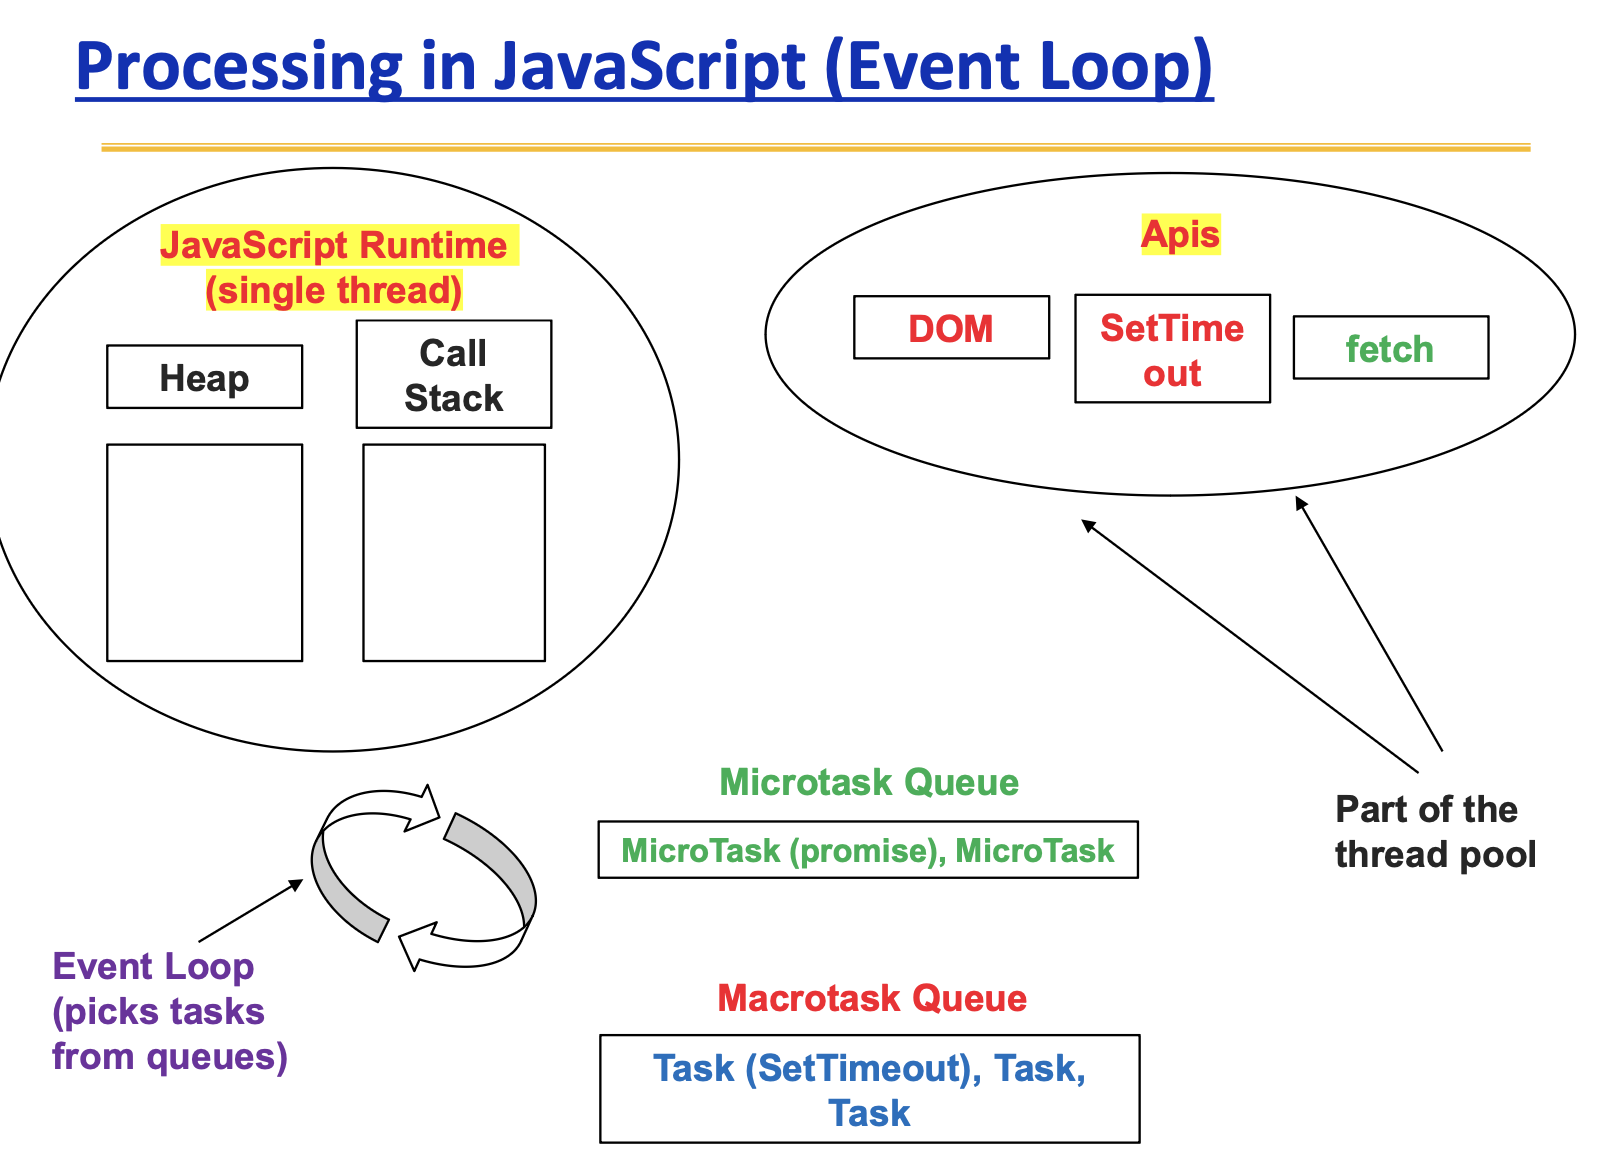 Processing in JavaScript (Event Loop)
JavaScript Runtime
(single thread)
Heap
Call
Stack
Apis
DOM
SetTime
out
fetch
Part of the
thread pool
Microtask Queue
MicroTask (promise), MicroTask
Event Loop
(picks tasks
from queues)
Macrotask Queue
Task (SetTimeout), Task,
Task